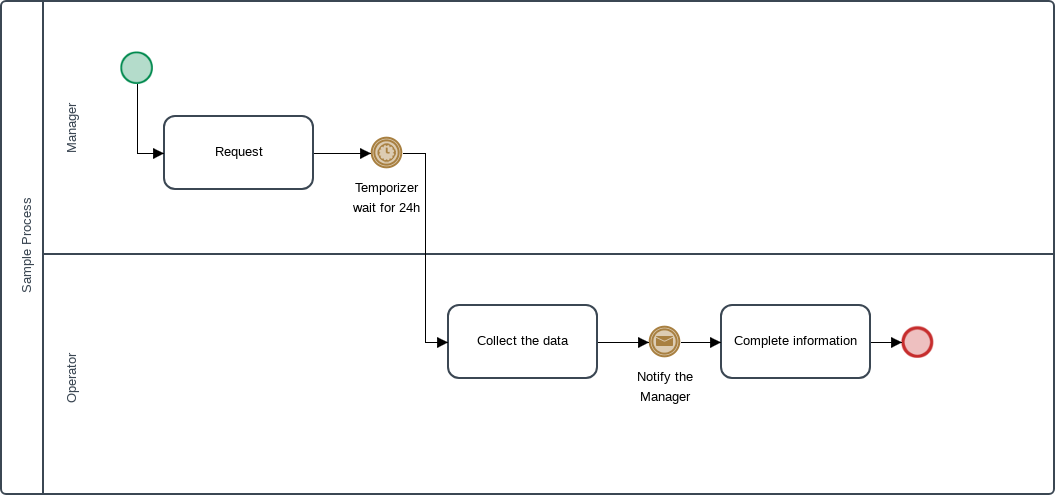 Sample Process
Manager
Request
Temporizer
wait for 24h
Operator
Collect the data
Notify the
Manager
Complete information